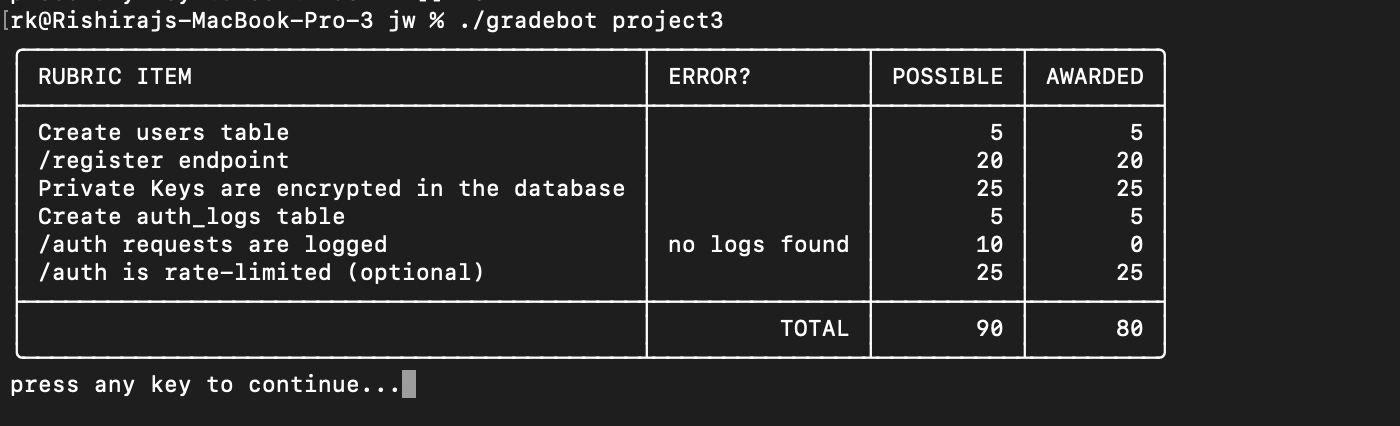 [rk@Rishirajs-MacBook-Pro-3 jw % ./gradebot project3
RUBRIC ITEM ERROR? POSSIBLE AWARDED
Create users table 5 5
/register endpoint 20 20
Private Keys are encrypted in the database 25 25
Create auth_logs table 5 5
/auth requests are logged no logs found 10 0
/auth is rate-limited (optional) 25 25
TOTAL 90 80
press any key to continue...